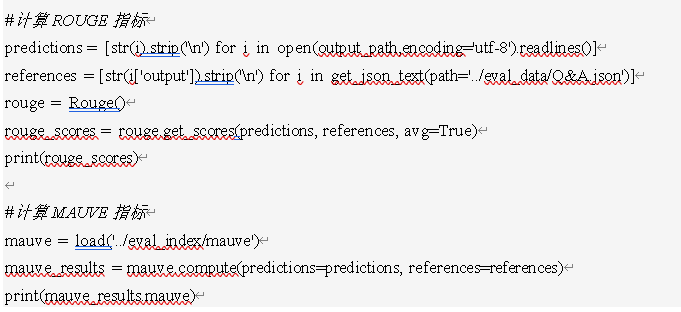 #计算 ROUGE 指标
predictions = [str(i).strip('\n') for i in open(output_path,encoding='utf-8').readlines()]
references = [str(i['output']).strip('\n') for i in get_json_text(path='../eval_data/Q&A.json')]
rouge = Rouge()
rouge_scores = rouge.get_scores(predictions, references, avg=True)
print(rouge_scores)
#计算 MAUVE 指标
mauve = load('../eval_index/mauve')
mauve_results = mauve.compute(predictions=predictions, references=references)
print(mauve_results.mauve)